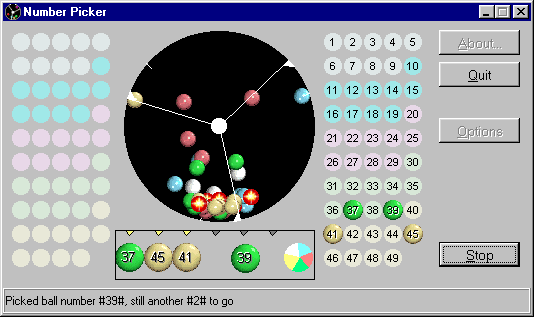 Number Picker
1 2 3 4 5
6 7 8 9 10
11 12 13 14 15
16 17 18 19 20
21 22 23 24 25
26 27 28 29 30
31 32 33 34 35
36 37 38 39 40
41 42 43 44 45
46 47 48 49
About...
Quit
Options
Stop
37 45 41 39
Picked ball number #39#, still another #2# to go